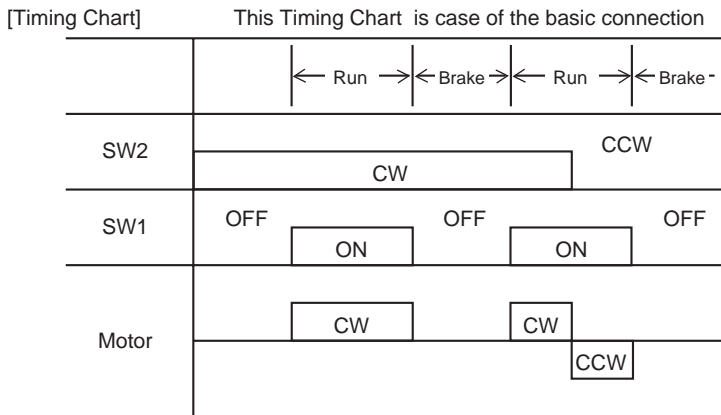 [Timing Chart] This Timing Chart is case of the basic connection
Run Brake Run Brake
SW2 CW CCW
SW1 OFF ON OFF ON OFF
Motor CW CW CCW